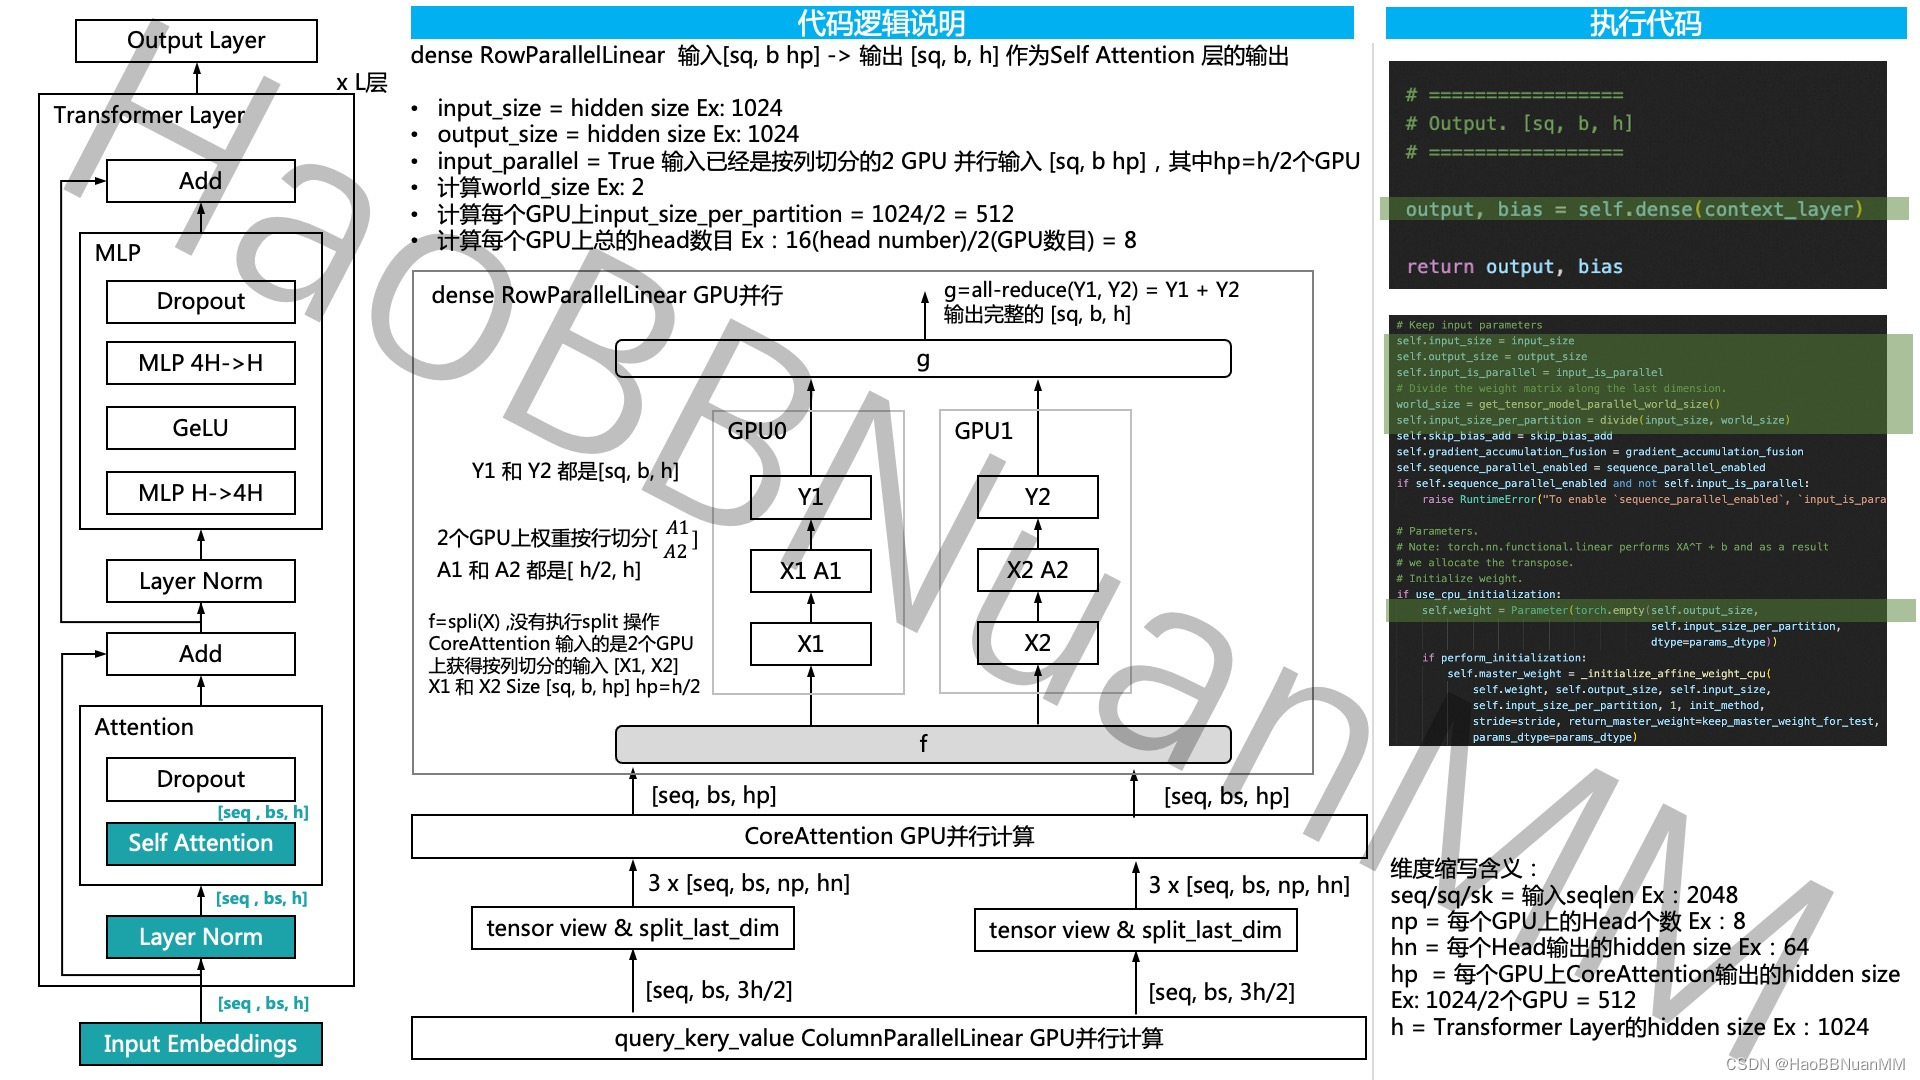 Output Layer
x L层
Transformer Layer
Add
MLP
Dropout
MLP 4H->H
GeLU
MLP H->4H
Layer Norm
Add
Attention
Dropout
[seq , bs, h]
Self Attention
[seq , bs, h]
Layer Norm
[seq , bs, h]
Input Embeddings
代码逻辑说明
dense RowParallelLinear 输入[sq, b hp] -> 输出 [sq, b, h] 作为Self Attention 层的输出
• input_size = hidden size Ex: 1024
• output_size = hidden size Ex: 1024
• input_parallel = True 输入已经是按列切分的2 GPU 并行输入 [sq, b hp]，其中hp=h/2个GPU
• 计算world_size Ex: 2
• 计算每个GPU上input_size_per_partition = 1024/2 = 512
• 计算每个GPU上总的head数目 Ex：16(head number)/2(GPU数目) = 8
dense RowParallelLinear GPU并行
g=all-reduce(Y1, Y2) = Y1 + Y2
输出完整的 [sq, b, h]
g
GPU0
GPU1
Y1 和 Y2 都是[sq, b, h]
Y1
Y2
2个GPU上权重按行切分[ A1 ]
A2
A1 和 A2 都是[ h/2, h]
X1 A1
X2 A2
f=spli(X) ,没有执行split 操作
CoreAttention 输入的是2个GPU
上获得按列切分的输入 [X1, X2]
X1 和 X2 Size [sq, b, hp] hp=h/2
X1
X2
f
[seq, bs, hp]
[seq, bs, hp]
CoreAttention GPU并行计算
3 x [seq, bs, np, hn]
3 x [seq, bs, np, hn]
tensor view & split_last_dim
tensor view & split_last_dim
[seq, bs, 3h/2]
[seq, bs, 3h/2]
query_kery_value ColumnParallelLinear GPU并行计算
执行代码
# =================
# Output. [sq, b, h]
# =================
output, bias = self.dense(context_layer)
return output, bias
# Keep input parameters
self.input_size = input_size
self.output_size = output_size
self.input_is_parallel = input_is_parallel
# Divide the weight matrix along the last dimension.
world_size = get_tensor_model_parallel_world_size()
self.input_size_per_partition = divide(input_size, world_size)
self.skip_bias_add = skip_bias_add
self.gradient_accumulation_fusion = gradient_accumulation_fusion
self.sequence_parallel_enabled = sequence_parallel_enabled
if self.sequence_parallel_enabled and not self.input_is_parallel:
raise RuntimeError("To enable `sequence_parallel_enabled`, `input_is_para
# Parameters.
# Note: torch.nn.functional.linear performs XA^T + b and as a result
# we allocate the transpose.
# Initialize weight.
if use_cpu_initialization:
self.weight = Parameter(torch.empty(self.output_size,
self.input_size_per_partition,
dtype=params_dtype))
if perform_initialization:
self.master_weight = _initialize_affine_weight_cpu(
self.weight, self.output_size, self.input_size,
self.input_size_per_partition, 1, init_method,
stride=stride, return_master_weight=keep_master_weight_for_test,
params_dtype=params_dtype)
维度缩写含义：
seq/sq/sk = 输入seqlen Ex：2048
np = 每个GPU上的Head个数 Ex：8
hn = 每个Head输出的hidden size Ex：64
hp = 每个GPU上CoreAttention输出的hidden size
Ex: 1024/2个GPU = 512
h = Transformer Layer的hidden size Ex：1024
HaoBBNuanMM
CSDN @HaoBBNuanMM